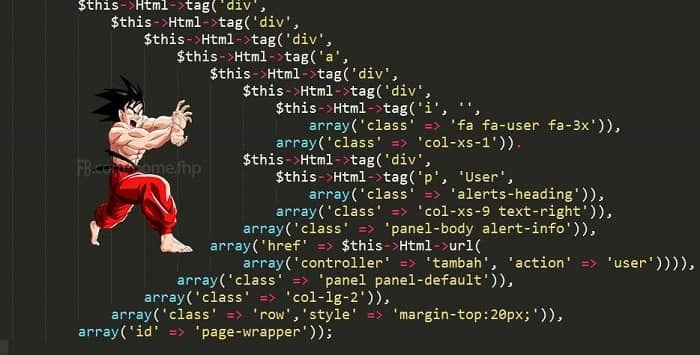 $this->Html->tag('div',
$this->Html->tag('div',
$this->Html->tag('div',
$this->Html->tag('a',
$this->Html->tag('div',
$this->Html->tag('div',
$this->Html->tag('i', '',
array('class' => 'fa fa-user fa-3x')),
array('class' => 'col-xs-1')).
$this->Html->tag('div',
$this->Html->tag('p', 'User',
array('class' => 'alerts-heading')),
array('class' => 'col-xs-9 text-right')),
array('class' => 'panel-body alert-info')),
array('href' => $this->Html->url(
array('controller' => 'tambah', 'action' => 'user')))),
array('class' => 'panel panel-default')),
array('class' => 'col-lg-2')),
array('class' => 'row','style' => 'margin-top:20px;')),
array('id' => 'page-wrapper'));